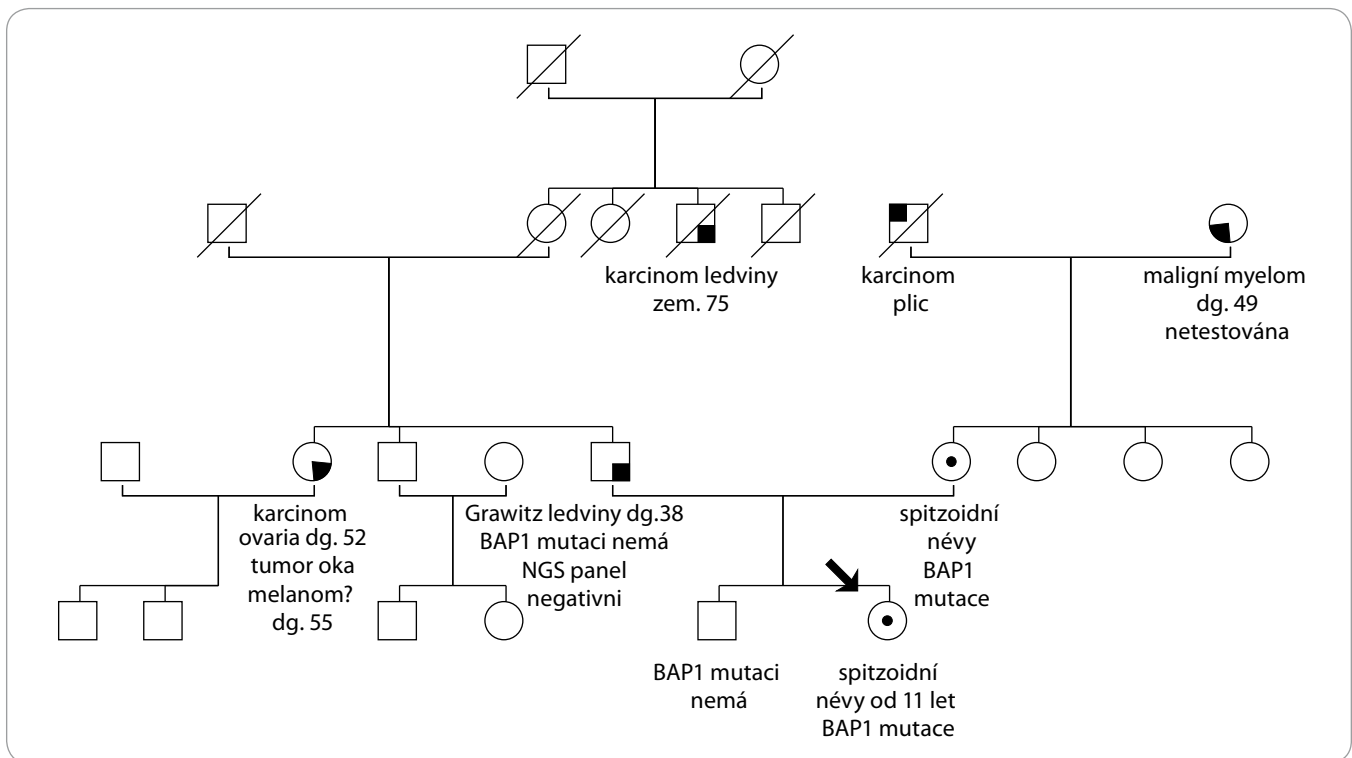 karcinom ledviny
zem. 75
karcinom
plic
maligní myelom
dg. 49
netestována
karcinom
ovaria dg. 52
tumor oka
melanom?
dg. 55
Grawitz ledviny dg.38
BAP1 mutaci nemá
NGS panel
negativni
spitzoidní
névy
BAP1
mutace
BAP1 mutaci
nemá
spitzoidní
névy od 11 let
BAP1 mutace